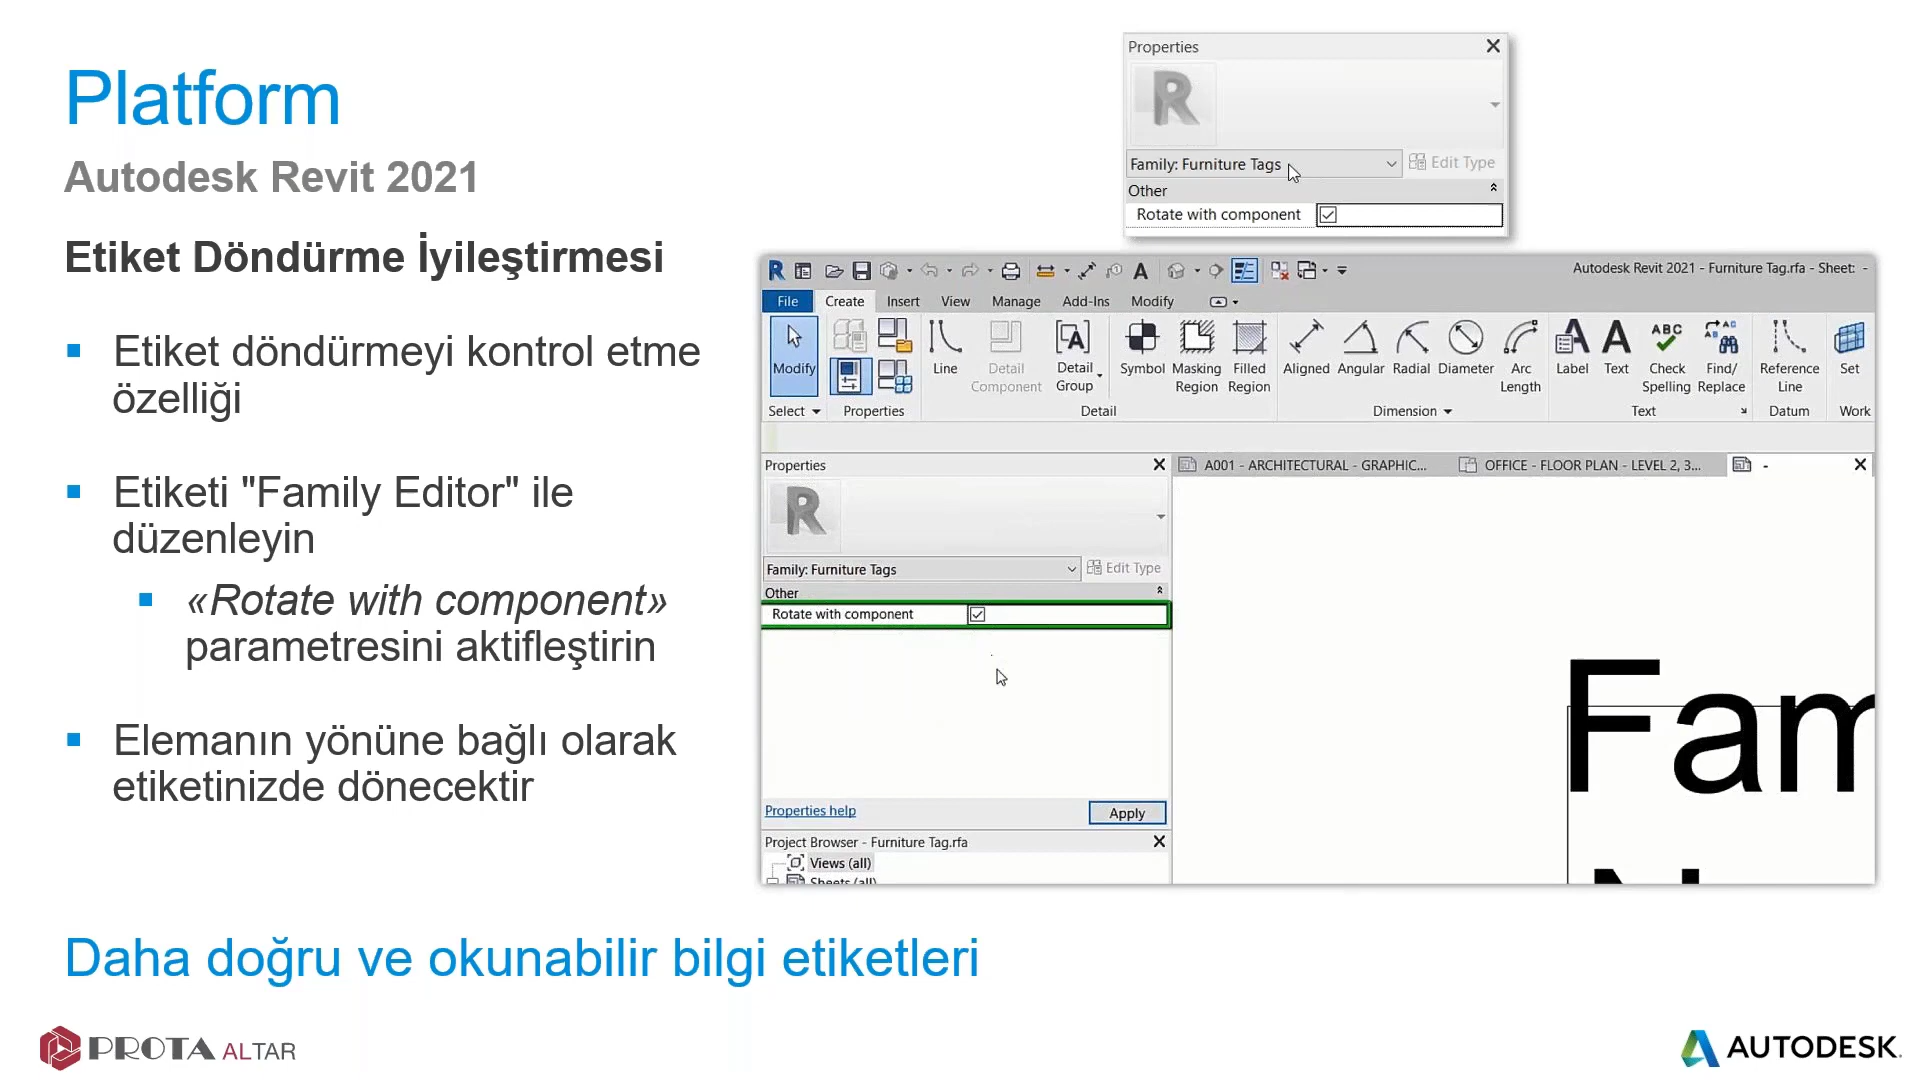 Platform
Autodesk Revit 2021
Etiket Döndürme İyileştirmesi
Etiket döndürmeyi kontrol etme
özelliği
Etiketi "Family Editor" ile
düzenleyin
«Rotate with component»
parametresini aktifleştirin
Elemanın yönüne bağlı olarak
etiketinizde dönecektir
Properties
R
Family: Furniture Tags
Edit Type
Other
Rotate with component
Autodesk Revit 2021 - Furniture Tag.rfa - Sheet: -
File Create Insert View Manage Add-Ins Modify
Modify Line Detail Component Detail Group Symbol Masking Region Filled Region Aligned Angular Radial Diameter Arc Length Label Text Check Spelling Find/ Replace Reference Line Set
Select Properties Detail Dimension Text Datum Work
Properties
A001 - ARCHITECTURAL - GRAPHIC...
OFFICE - FLOOR PLAN - LEVEL 2, 3...
-
R
Family: Furniture Tags
Edit Type
Other
Rotate with component
Properties help
Apply
Project Browser - Furniture Tag.rfa
Views (all)
Sheets (all)
Fam
Daha doğru ve okunabilir bilgi etiketleri
PROTA ALTAR
AUTODESK.